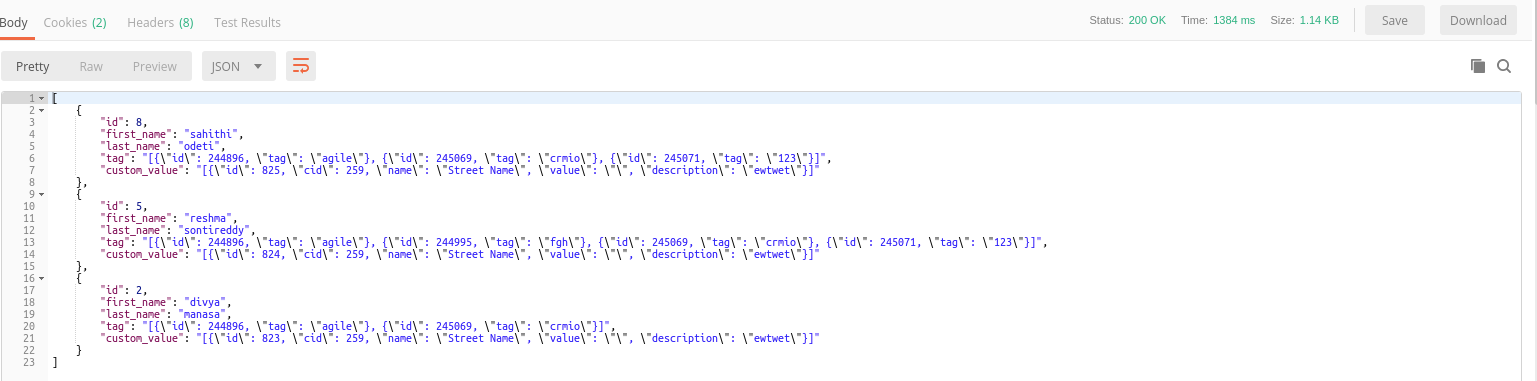 Body Cookies (2) Headers (8) Test Results Status: 200 OK Time: 1384 ms Size: 1.14 KB Save Download
Pretty Raw Preview JSON
1 [
2 {
3 "id": 8,
4 "first_name": "sahithi",
5 "last_name": "odeti",
6 "tag": "[{\"id\": 244896, \"tag\": \"agile\"}, {\"id\": 245069, \"tag\": \"crmio\"}, {\"id\": 245071, \"tag\": \"123\"}]",
7 "custom_value": "[{\"id\": 825, \"cid\": 259, \"name\": \"Street Name\", \"value\": \"\", \"description\": \"ewtwet\"}]"
8 },
9 {
10 "id": 5,
11 "first_name": "reshma",
12 "last_name": "sontireddy",
13 "tag": "[{\"id\": 244896, \"tag\": \"agile\"}, {\"id\": 244995, \"tag\": \"fgh\"}, {\"id\": 245069, \"tag\": \"crmio\"}, {\"id\": 245071, \"tag\": \"123\"}]",
14 "custom_value": "[{\"id\": 824, \"cid\": 259, \"name\": \"Street Name\", \"value\": \"\", \"description\": \"ewtwet\"}]"
15 },
16 {
17 "id": 2,
18 "first_name": "divya",
19 "last_name": "manasa",
20 "tag": "[{\"id\": 244896, \"tag\": \"agile\"}, {\"id\": 245069, \"tag\": \"crmio\"}]",
21 "custom_value": "[{\"id\": 823, \"cid\": 259, \"name\": \"Street Name\", \"value\": \"\", \"description\": \"ewtwet\"}]"
22 }
23 ]